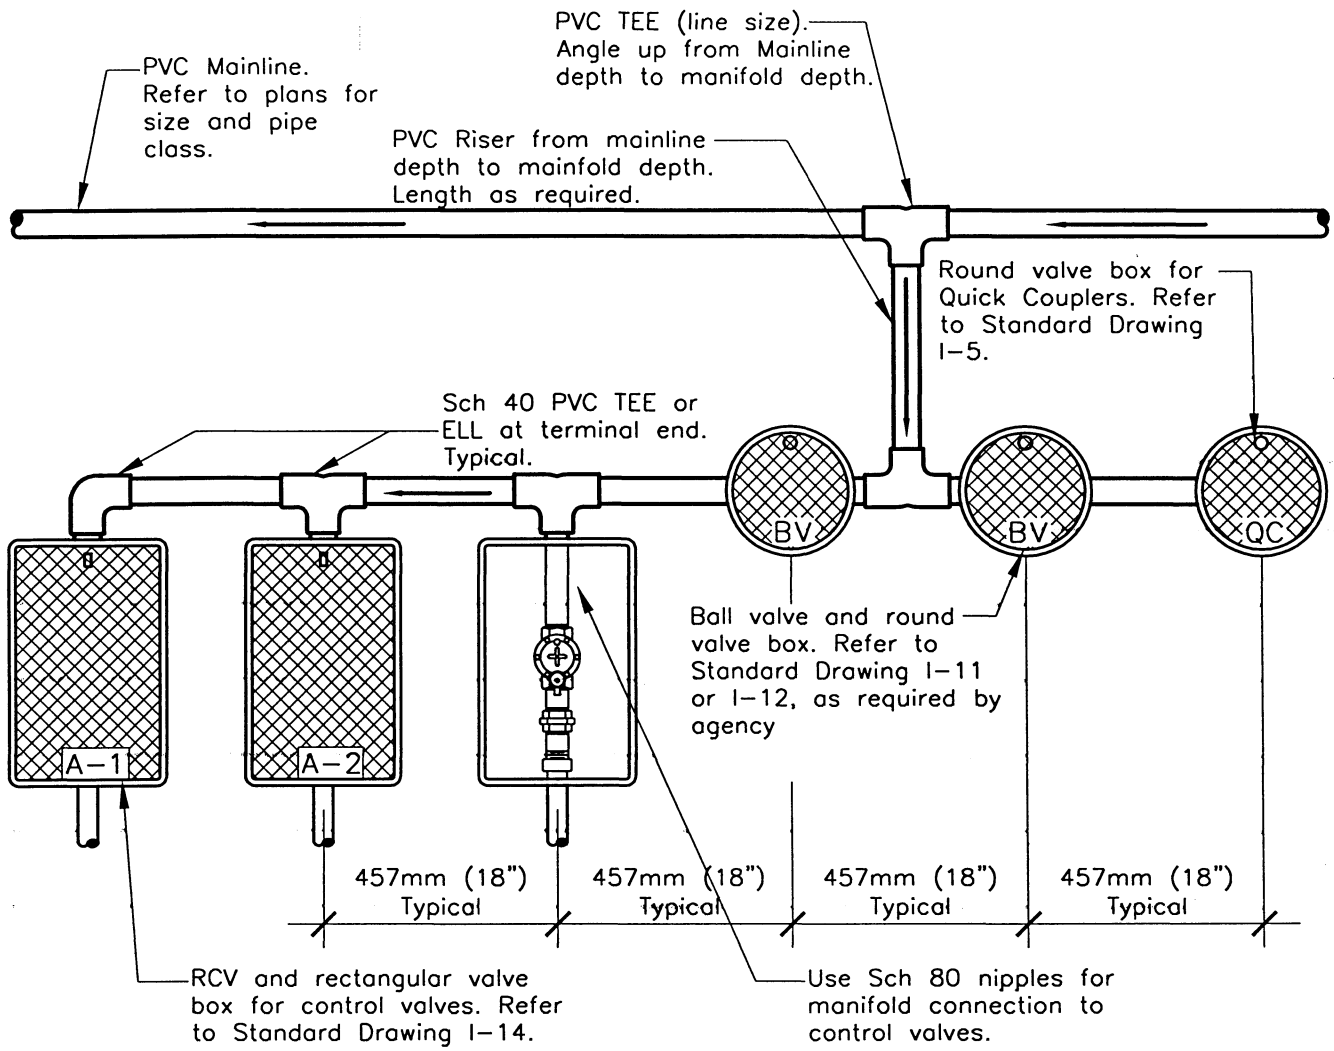 PVC TEE (line size).
Angle up from Mainline
depth to manifold depth.
PVC Mainline.
Refer to plans for
size and pipe
class.
PVC Riser from mainline
depth to mainfold depth.
Length as required.
Round valve box for
Quick Couplers. Refer
to Standard Drawing
I-5.
Sch 40 PVC TEE or
ELL at terminal end.
Typical.
BV
BV
QC
Ball valve and round
valve box. Refer to
Standard Drawing I-11
or I-12, as required by
agency
A-1
A-2
457mm (18")
Typical
457mm (18")
Typical
457mm (18")
Typical
457mm (18")
Typical
RCV and rectangular valve
box for control valves. Refer
to Standard Drawing I-14.
Use Sch 80 nipples for
manifold connection to
control valves.